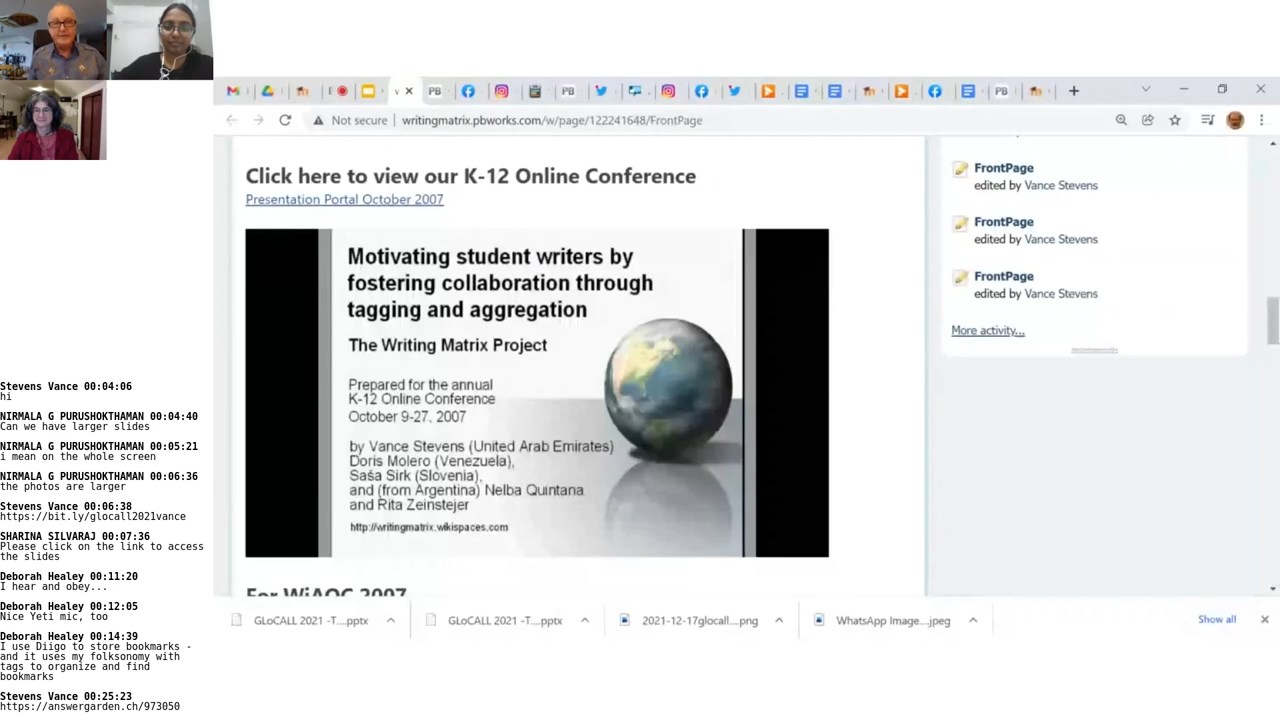 Not secure
writingmatrix.pbworks.com/w/page/122241648/FrontPage
Click here to view our K-12 Online Conference
Presentation Portal October 2007
Motivating student writers by
fostering collaboration through
tagging and aggregation
The Writing Matrix Project
Prepared for the annual
K-12 Online Conference
October 9-27, 2007
by Vance Stevens (United Arab Emirates)
Doris Molero (Venezuela),
Saša Sirk (Slovenia),
and (from Argentina) Nelba Quintana
and Rita Zeinstejer
http://writingmatrix.wikispaces.com
For WiAOC 2007
FrontPage
edited by Vance Stevens
FrontPage
edited by Vance Stevens
FrontPage
edited by Vance Stevens
More activity...
Stevens Vance 00:04:06
hi
NIRMALA G PURUSHOKTHAMAN 00:04:40
Can we have larger slides
NIRMALA G PURUSHOKTHAMAN 00:05:21
i mean on the whole screen
NIRMALA G PURUSHOKTHAMAN 00:06:36
the photos are larger
Stevens Vance 00:06:38
https://bit.ly/glocall2021vance
SHARINA SILVARAJ 00:07:36
Please click on the link to access
the slides
Deborah Healey 00:11:20
I hear and obey...
Deborah Healey 00:12:05
Nice Yeti mic, too
Deborah Healey 00:14:39
I use Diigo to store bookmarks -
and it uses my folksonomy with
tags to organize and find
bookmarks
Stevens Vance 00:25:23
https://answergarden.ch/973050
GLoCALL 2021 -T....pptx
GLoCALL 2021 -T....pptx
2021-12-17glocall....png
WhatsApp Image....jpeg
Show all